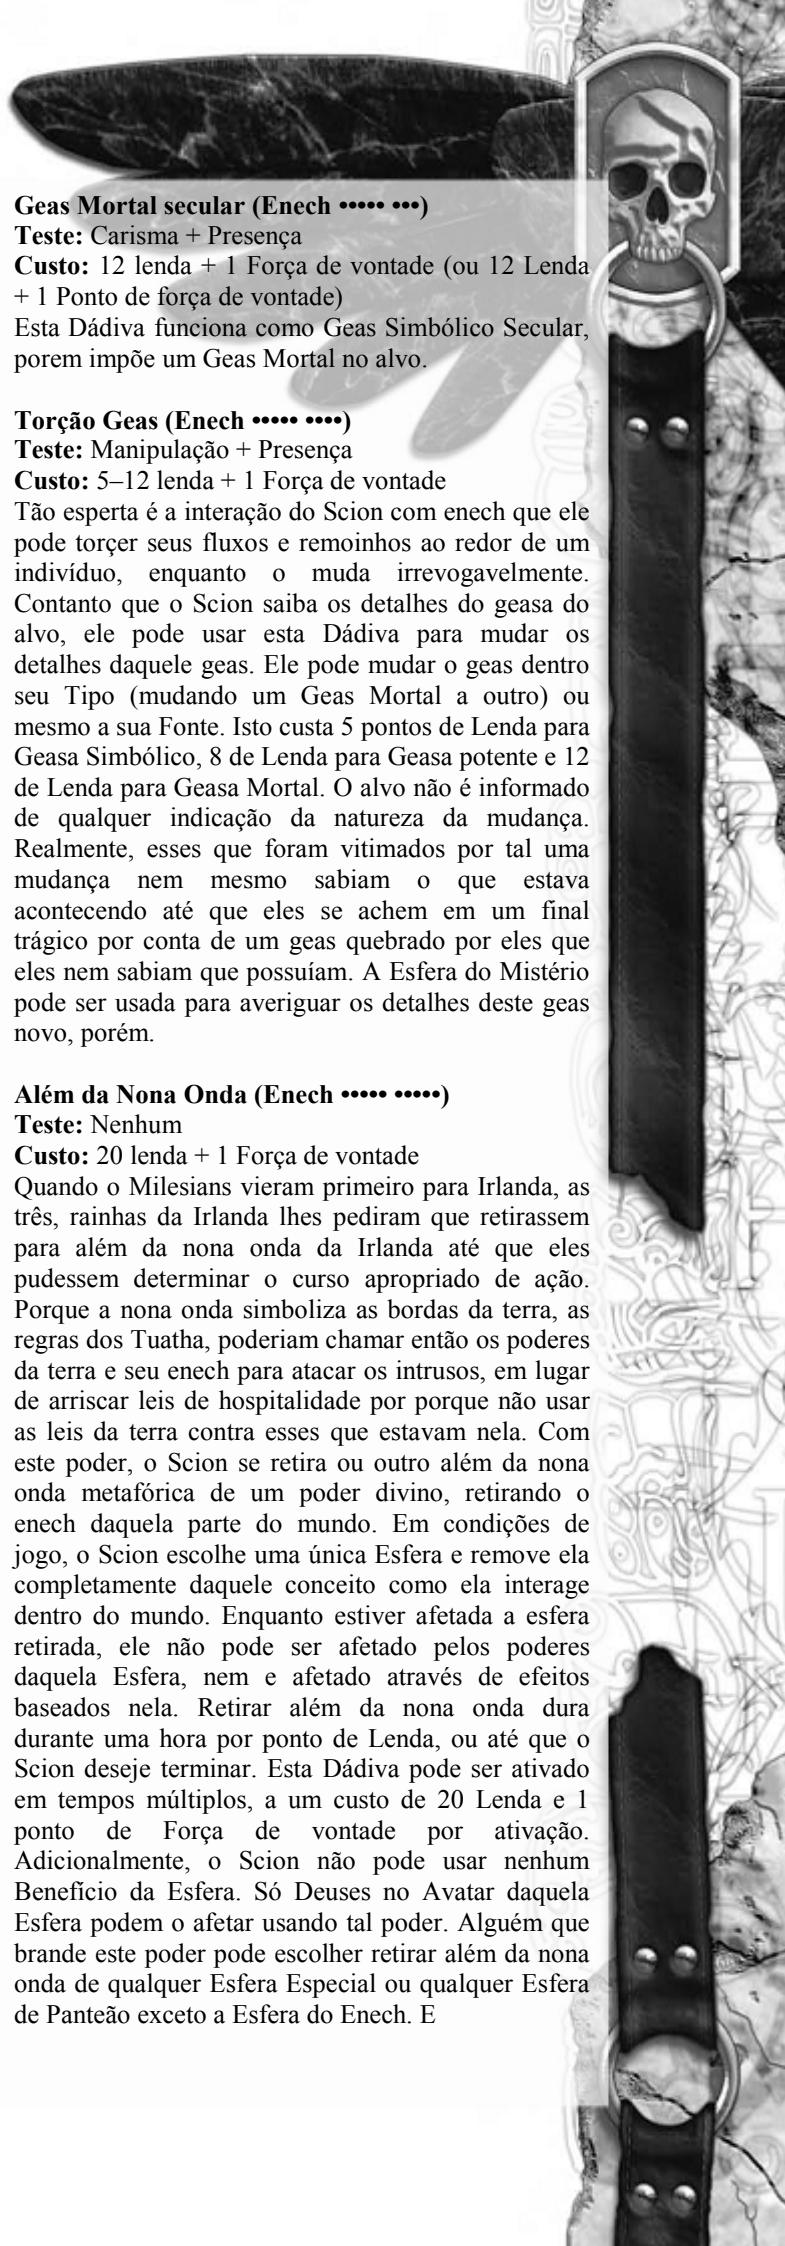 Geas Mortal secular (Enech ••••• •••)
Teste: Carisma + Presença
Custo: 12 lenda + 1 Força de vontade (ou 12 Lenda
+ 1 Ponto de força de vontade)
Esta Dádiva funciona como Geas Simbólico Secular,
porem impõe um Geas Mortal no alvo.

Torção Geas (Enech ••••• ••••)
Teste: Manipulação + Presença
Custo: 5–12 lenda + 1 Força de vontade
Tão esperta é a interação do Scion com enech que ele
pode torçer seus fluxos e remoinhos ao redor de um
indivíduo, enquanto o muda irrevogavelmente.
Contanto que o Scion saiba os detalhes do geasa do
alvo, ele pode usar esta Dádiva para mudar os
detalhes daquele geas. Ele pode mudar o geas dentro
seu Tipo (mudando um Geas Mortal a outro) ou
mesmo a sua Fonte. Isto custa 5 pontos de Lenda para
Geasa Simbólico, 8 de Lenda para Geasa potente e 12
de Lenda para Geasa Mortal. O alvo não é informado
de qualquer indicação da natureza da mudança.
Realmente, esses que foram vitimados por tal uma
mudança nem mesmo sabiam o que estava
acontecendo até que eles se achem em um final
trágico por conta de um geas quebrado por eles que
eles nem sabiam que possuíam. A Esfera do Mistério
pode ser usada para averiguar os detalhes deste geas
novo, porém.

Além da Nona Onda (Enech ••••• •••••)
Teste: Nenhum
Custo: 20 lenda + 1 Força de vontade
Quando o Milesians vieram primeiro para Irlanda, as
três, rainhas da Irlanda lhes pediram que retirassem
para além da nona onda da Irlanda até que eles
pudessem determinar o curso apropriado de ação.
Porque a nona onda simboliza as bordas da terra, as
regras dos Tuatha, poderiam chamar então os poderes
da terra e seu enech para atacar os intrusos, em lugar
de arriscar leis de hospitalidade por porque não usar
as leis da terra contra esses que estavam nela. Com
este poder, o Scion se retira ou outro além da nona
onda metafórica de um poder divino, retirando o
enech daquela parte do mundo. Em condições de
jogo, o Scion escolhe uma única Esfera e remove ela
completamente daquele conceito como ela interage
dentro do mundo. Enquanto estiver afetada a esfera
retirada, ele não pode ser afetado pelos poderes
daquela Esfera, nem e afetado através de efeitos
baseados nela. Retirar além da nona onda dura
durante uma hora por ponto de Lenda, ou até que o
Scion deseje terminar. Esta Dádiva pode ser ativado
em tempos múltiplos, a um custo de 20 Lenda e 1
ponto de Força de vontade por ativação.
Adicionalmente, o Scion não pode usar nenhum
Benefício da Esfera. Só Deuses no Avatar daquela
Esfera podem o afetar usando tal poder. Alguém que
brande este poder pode escolher retirar além da nona
onda de qualquer Esfera Especial ou qualquer Esfera
de Panteão exceto a Esfera do Enech. E